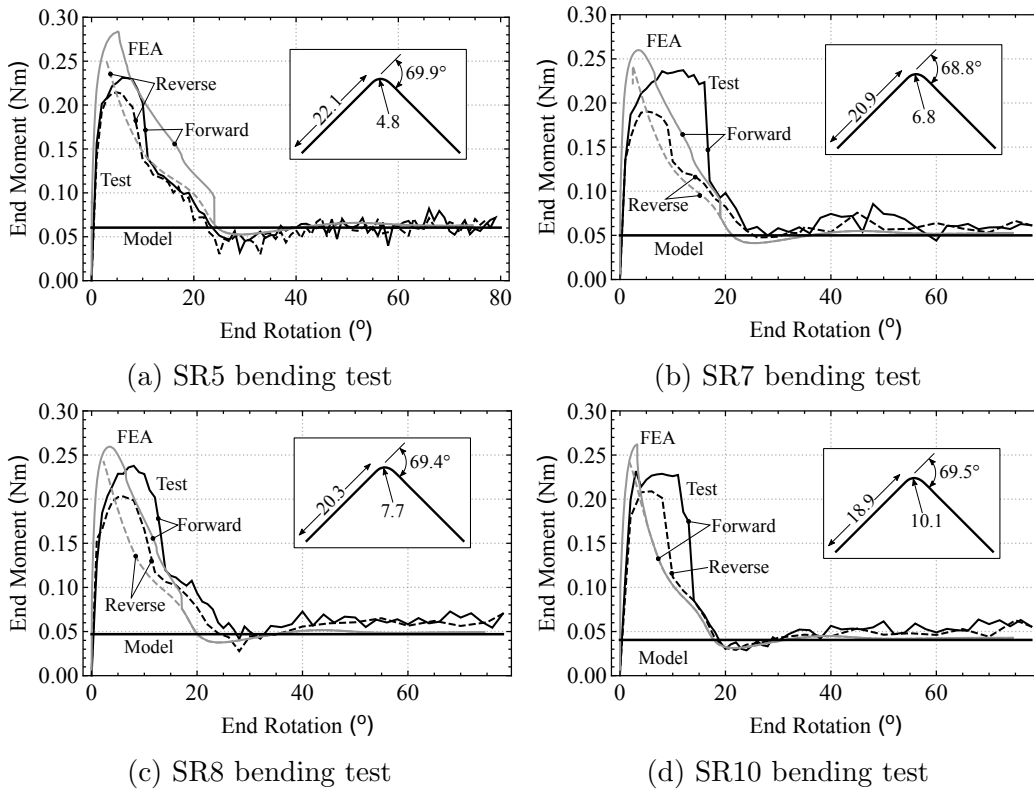 0.30
0.25
0.20
0.15
0.10
0.05
0.00
End Moment (Nm)
FEA
Reverse
Forward
Test
Model
22.1
69.9°
4.8
0 20 40 60 80
End Rotation (°)
(a) SR5 bending test
0.30
0.25
0.20
0.15
0.10
0.05
0.00
End Moment (Nm)
FEA
Test
Forward
Reverse
Model
20.9
68.8°
6.8
0 20 40 60
End Rotation (°)
(b) SR7 bending test
0.30
0.25
0.20
0.15
0.10
0.05
0.00
End Moment (Nm)
FEA
Test
Forward
Reverse
Model
20.3
69.4°
7.7
0 20 40 60
End Rotation (°)
(c) SR8 bending test
0.30
0.25
0.20
0.15
0.10
0.05
0.00
End Moment (Nm)
FEA
Test
Forward
Reverse
Model
18.9
69.5°
10.1
0 20 40 60
End Rotation (°)
(d) SR10 bending test